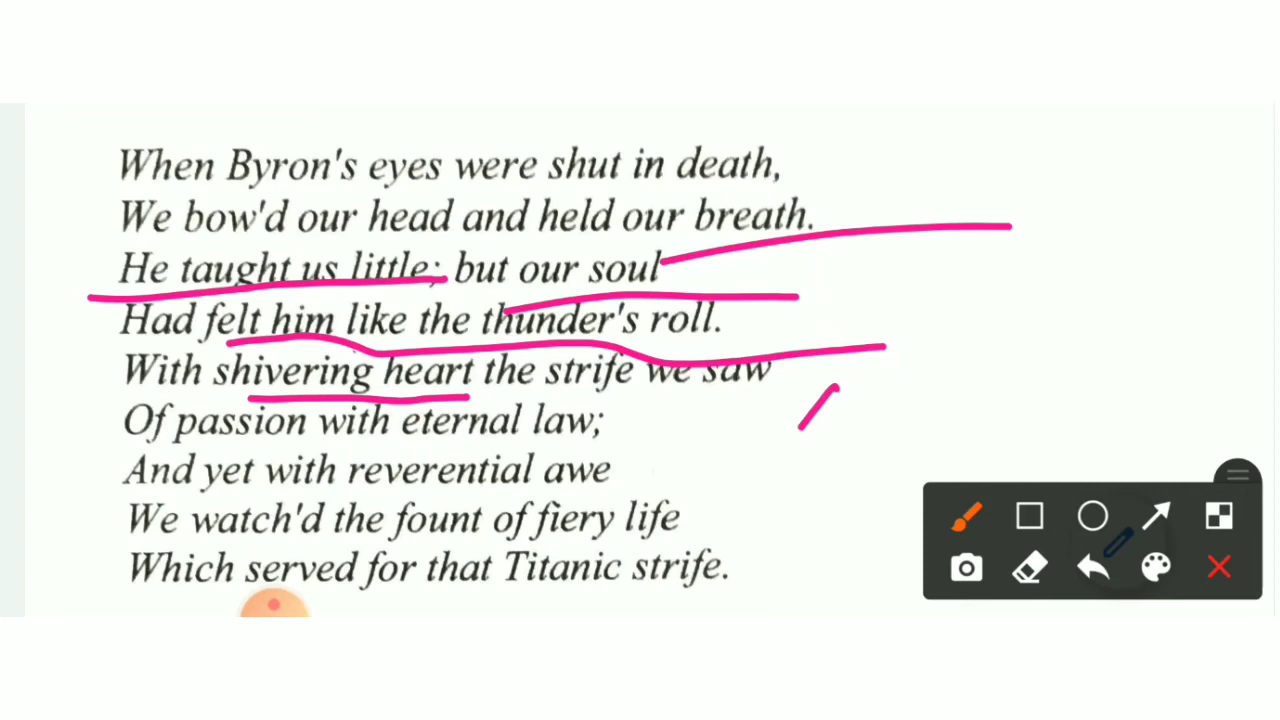 When Byron's eyes were shut in death,
We bow'd our head and held our breath.
He taught us little; but our soul
Had felt him like the thunder's roll.
With shivering heart the strife we saw
Of passion with eternal law;
And yet with reverential awe
We watch'd the fount of fiery life
Which served for that Titanic strife.